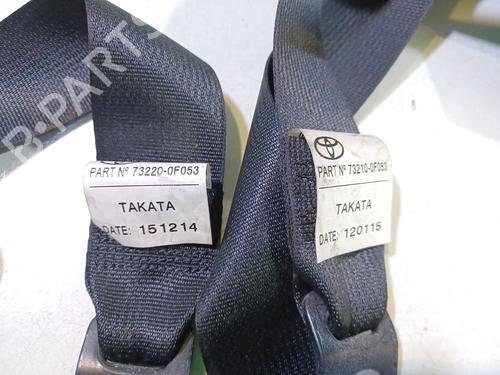 B-PARTS
PART Nº 73220-0F053
TAKATA
DATE: 151214
PART Nº 73210-0F053
TAKATA
DATE: 120115